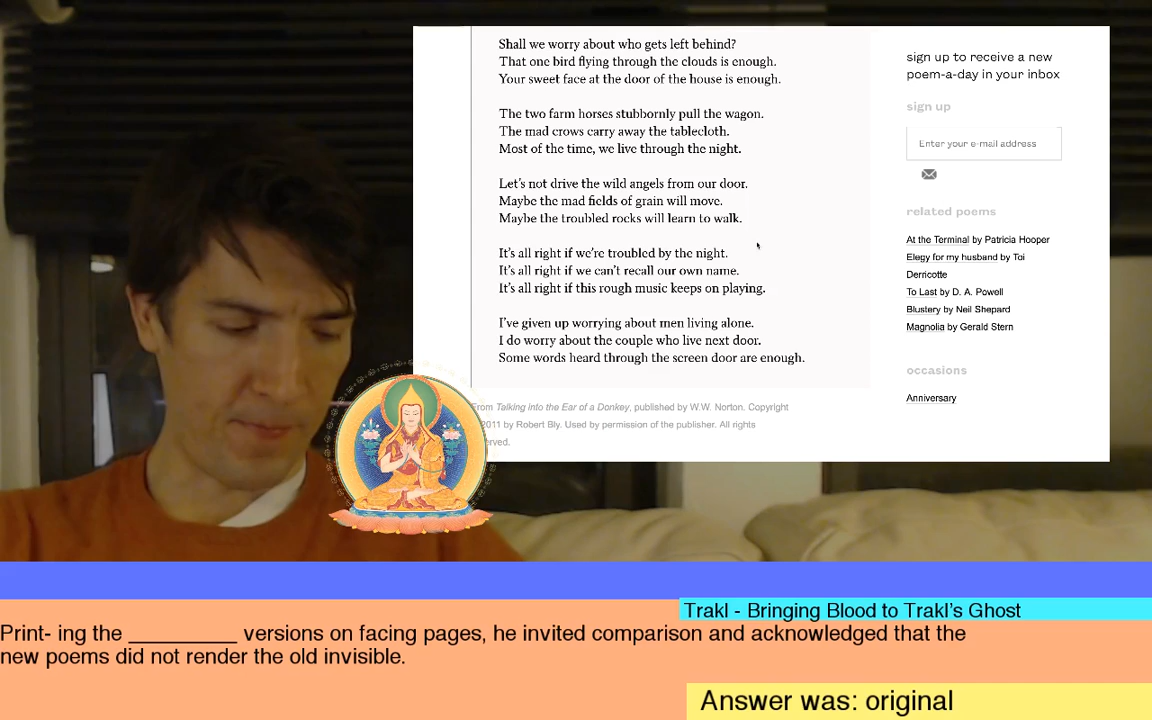 Shall we worry about who gets left behind?
That one bird flying through the clouds is enough.
Your sweet face at the door of the house is enough.
The two farm horses stubbornly pull the wagon.
The mad crows carry away the tablecloth.
Most of the time, we live through the night.
Let's not drive the wild angels from our door.
Maybe the mad fields of grain will move.
Maybe the troubled rocks will learn to walk.
It's all right if we're troubled by the night.
It's all right if we can't recall our own name.
It's all right if this rough music keeps on playing.
I've given up worrying about men living alone.
I do worry about the couple who live next door.
Some words heard through the screen door are enough.
From Talking into the Ear of a Donkey, published by W.W. Norton. Copyright
2011 by Robert Bly. Used by permission of the publisher. All rights
sign up to receive a new
poem-a-day in your inbox
sign up
Enter your e-mail address
related poems
At the Terminal by Patricia Hooper
Elegy for my husband by Toi
Derricotte
To Last by D. A. Powell
Blustery by Neil Shepard
Magnolia by Gerald Stern
occasions
Anniversary
Trakl - Bringing Blood to Trakl's Ghost
Print- ing the _________ versions on facing pages, he invited comparison and acknowledged that the
new poems did not render the old invisible.
Answer was: original